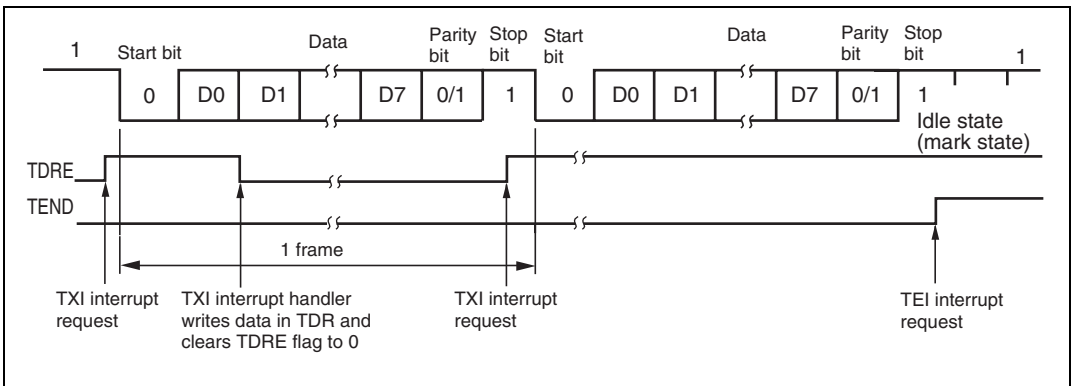 1 Start bit Data Parity bit Stop bit Start bit Data Parity bit Stop bit 1
0 D0 D1 D7 0/1 1 0 D0 D1 D7 0/1 1
Idle state
(mark state)
TDRE
TEND
1 frame
TXI interrupt
request
TXI interrupt handler
writes data in TDR and
clears TDRE flag to 0
TXI interrupt
request
TEI interrupt
request